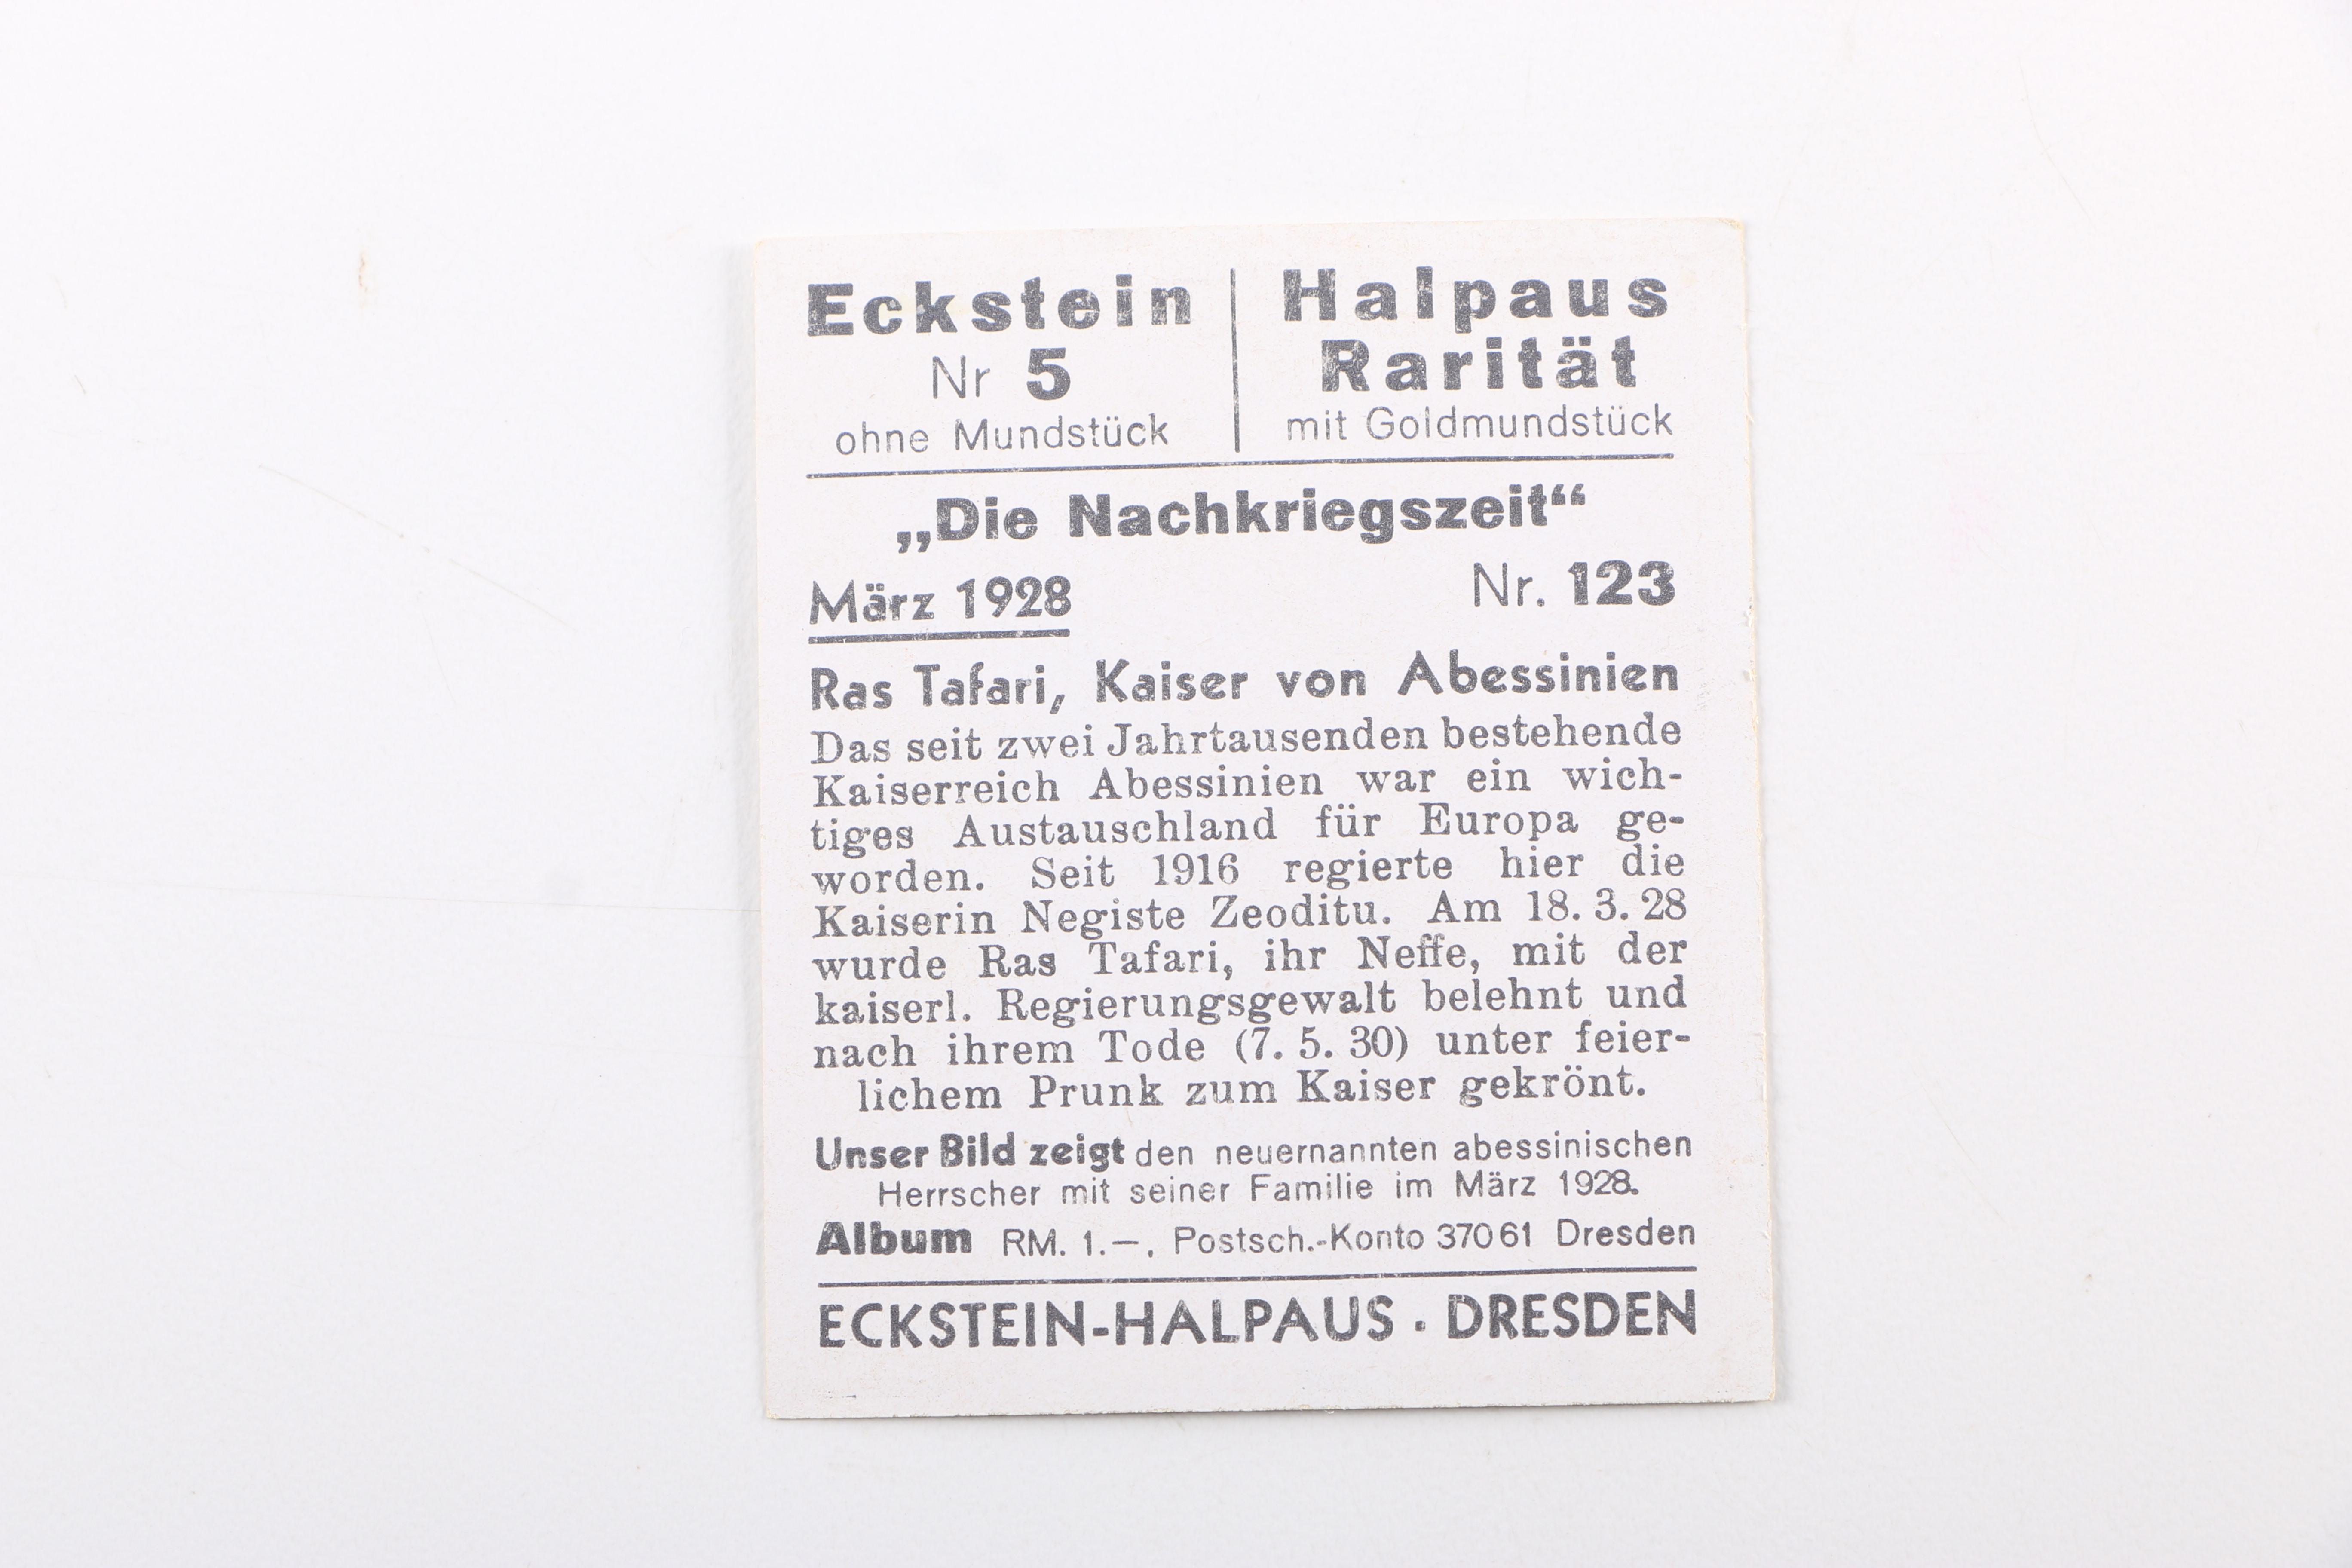 Eckstein
Nr 5
ohne Mundstück
Halpaus
Rarität
mit Goldmundstück
„Die Nachkriegszeit“
März 1928 Nr. 123
Ras Tafari, Kaiser von Abessinien
Das seit zwei Jahrtausenden bestehende
Kaiserreich Abessinien war ein wich-
tiges Austauschland für Europa ge-
worden. Seit 1916 regierte hier die
Kaiserin Negiste Zeoditu. Am 18. 3. 28
wurde Ras Tafari, ihr Neffe, mit der
kaiserl. Regierungsgewalt belehnt und
nach ihrem Tode (7. 5. 30) unter feier-
lichem Prunk zum Kaiser gekrönt.
Unser Bild zeigt den neuernannten abessinischen
Herrscher mit seiner Familie im März 1928.
Album RM. 1.—, Postsch.-Konto 37061 Dresden
ECKSTEIN-HALPAUS · DRESDEN